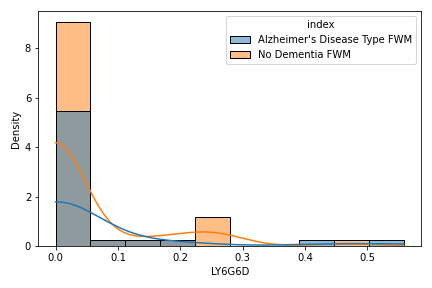 index
Alzheimer's Disease Type FWM
No Dementia FWM
Density
8
6
4
2
0
0.0 0.1 0.2 0.3 0.4 0.5
LY6G6D